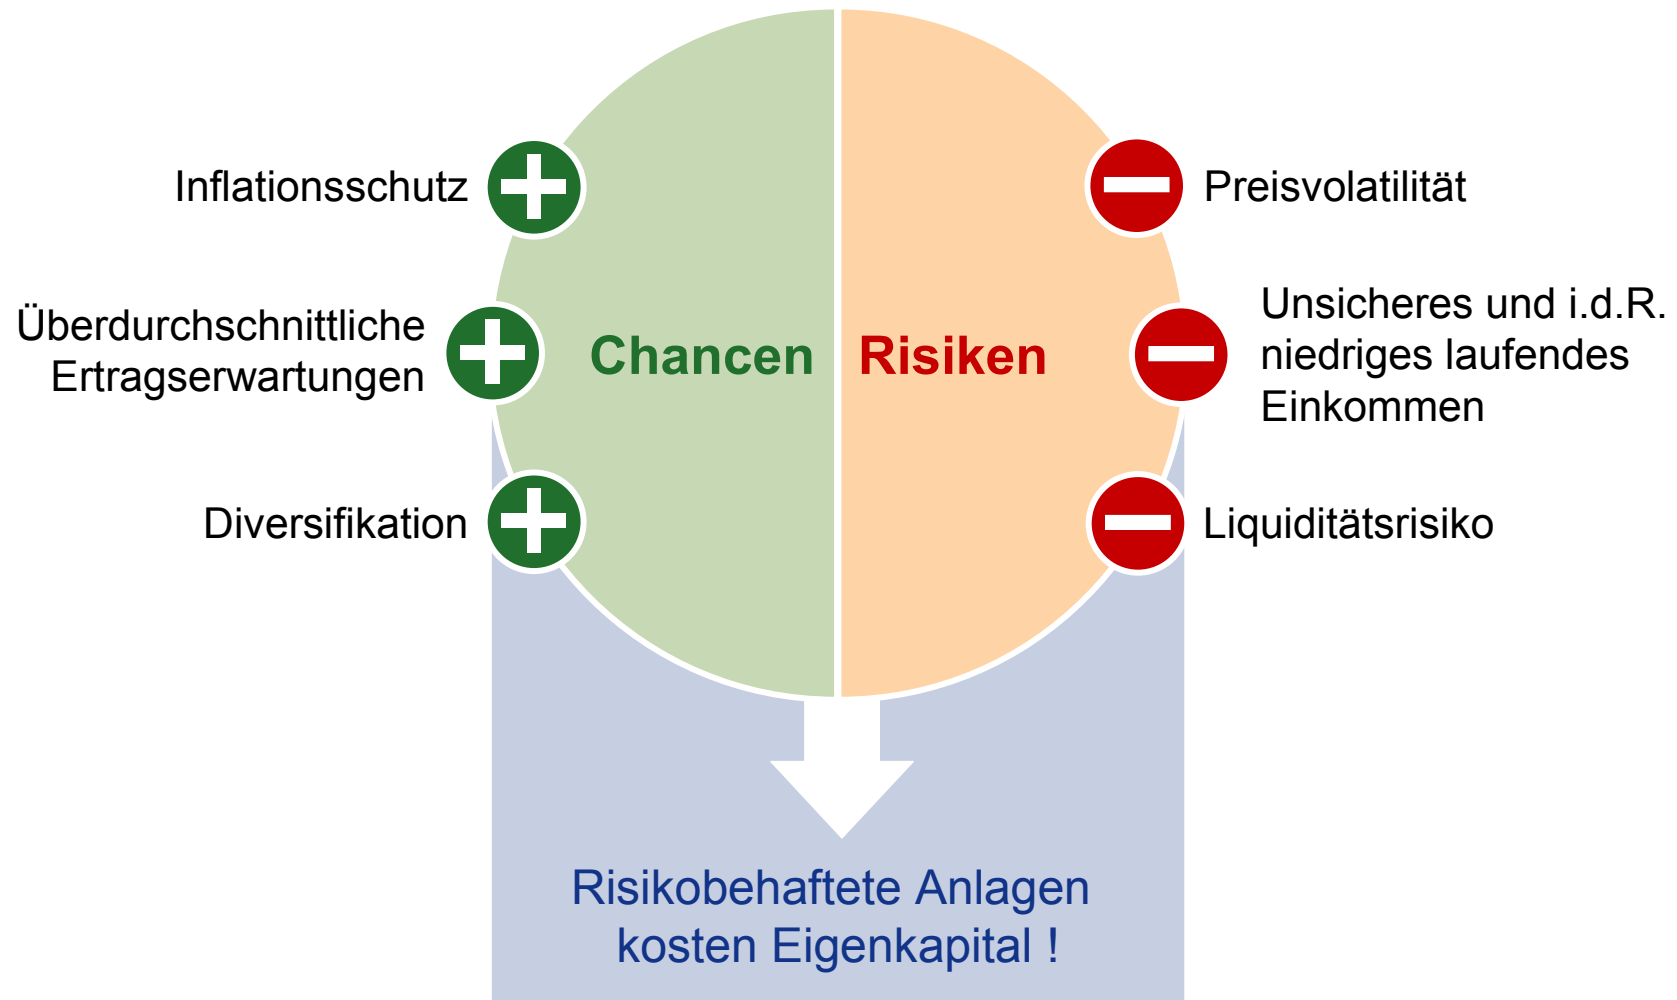 Inflationsschutz
Überdurchschnittliche
Ertragserwartungen
Diversifikation
Chancen
Risiken
Preisvolatilität
Unsicheres und i.d.R.
niedriges laufendes
Einkommen
Liquiditätsrisiko
Risikobehaftete Anlagen
kosten Eigenkapital !